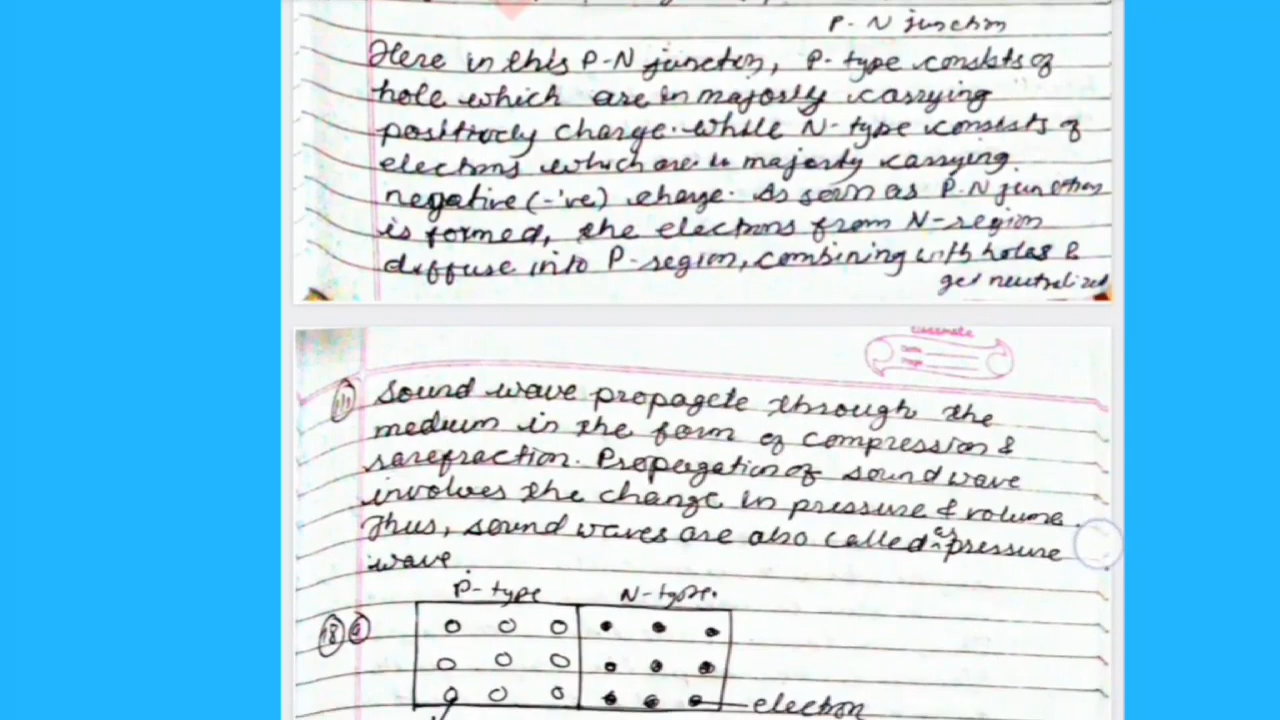 P-N junction
Here in this P-N junction, P-type consists of
hole which are in majority carrying
positively charge. While N-type consists of
electrons which are in majority carrying
negative (-'ve) charge. As soon as P-N junction
is formed, the electrons from N-region
diffuse into P-region, combining with holes &
get neutralized
classmate
Date
Page
11) Sound wave propagate through the
medium in the form of compression &
rarefraction. Propagation of sound wave
involves the change in pressure & volume.
Thus, sound waves are also called as pressure
wave.
P-type N-type.
18 a
electron